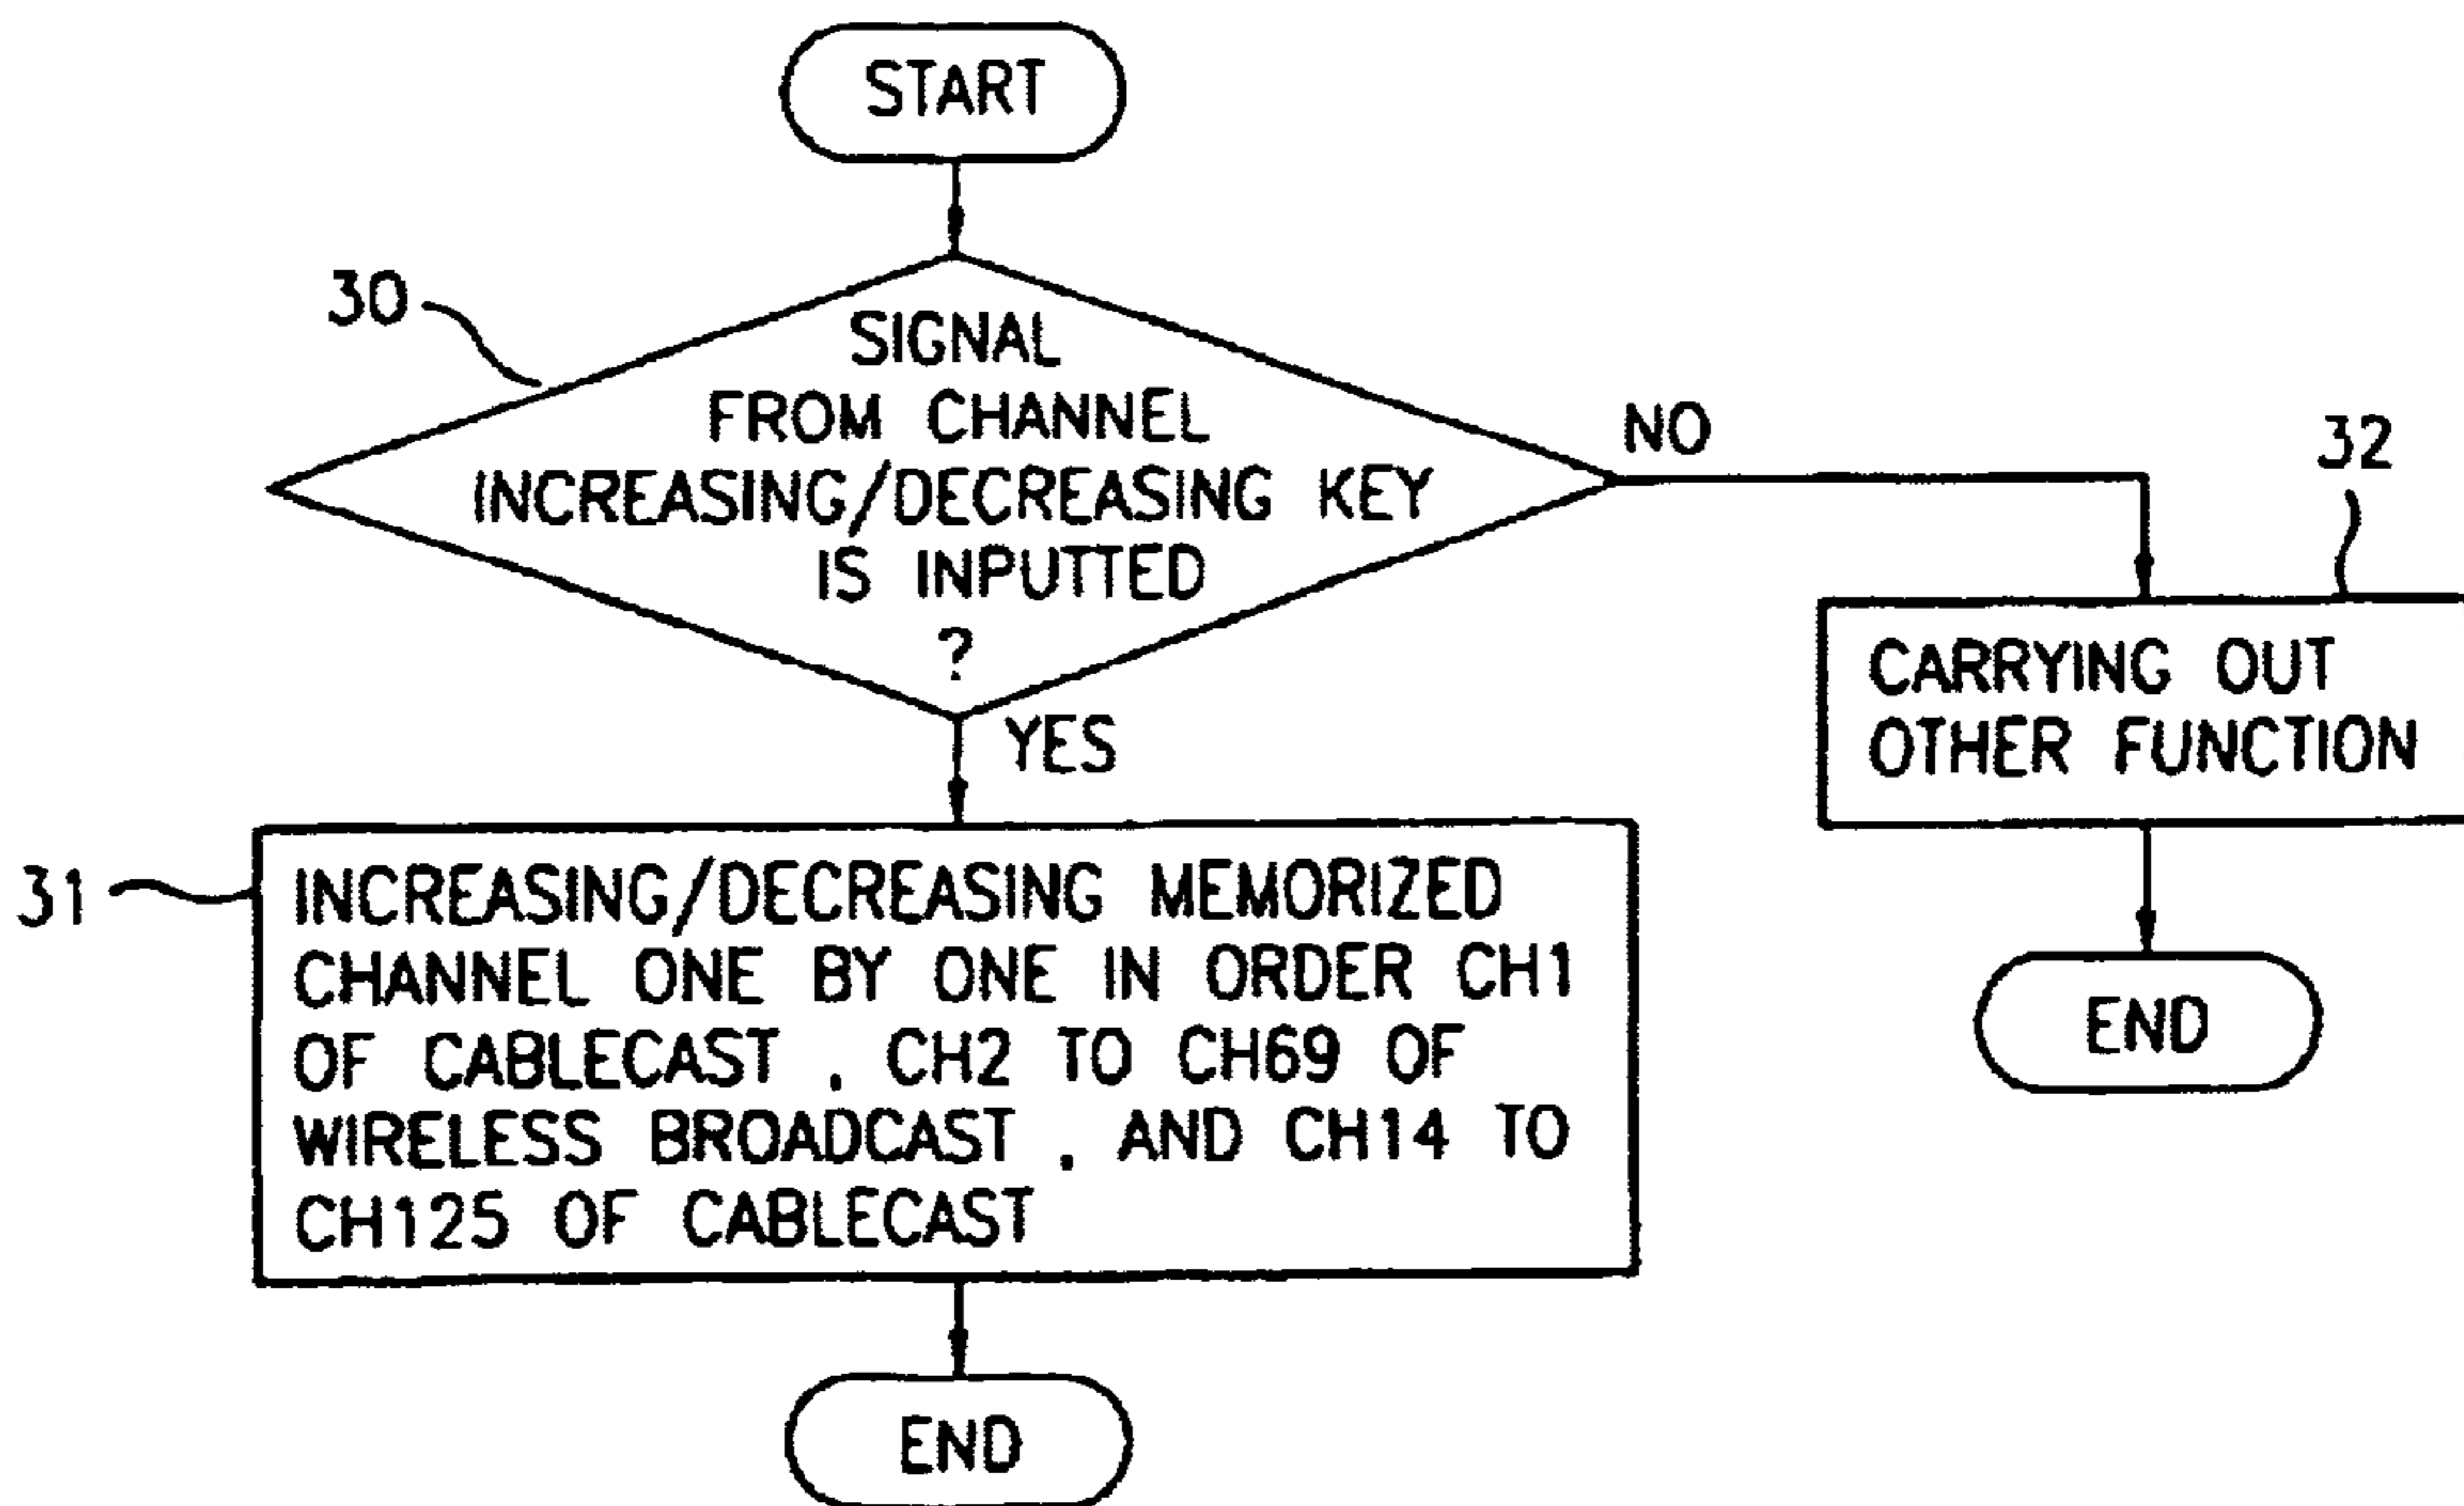 START
30
SIGNAL
FROM CHANNEL
INCREASING/DECREASING KEY
IS INPUTTED
?
NO
YES
32
CARRYING OUT
OTHER FUNCTION
END
31
INCREASING/DECREASING MEMORIZED
CHANNEL ONE BY ONE IN ORDER CH1
OF CABLECAST , CH2 TO CH69 OF
WIRELESS BROADCAST , AND CH14 TO
CH125 OF CABLECAST
END